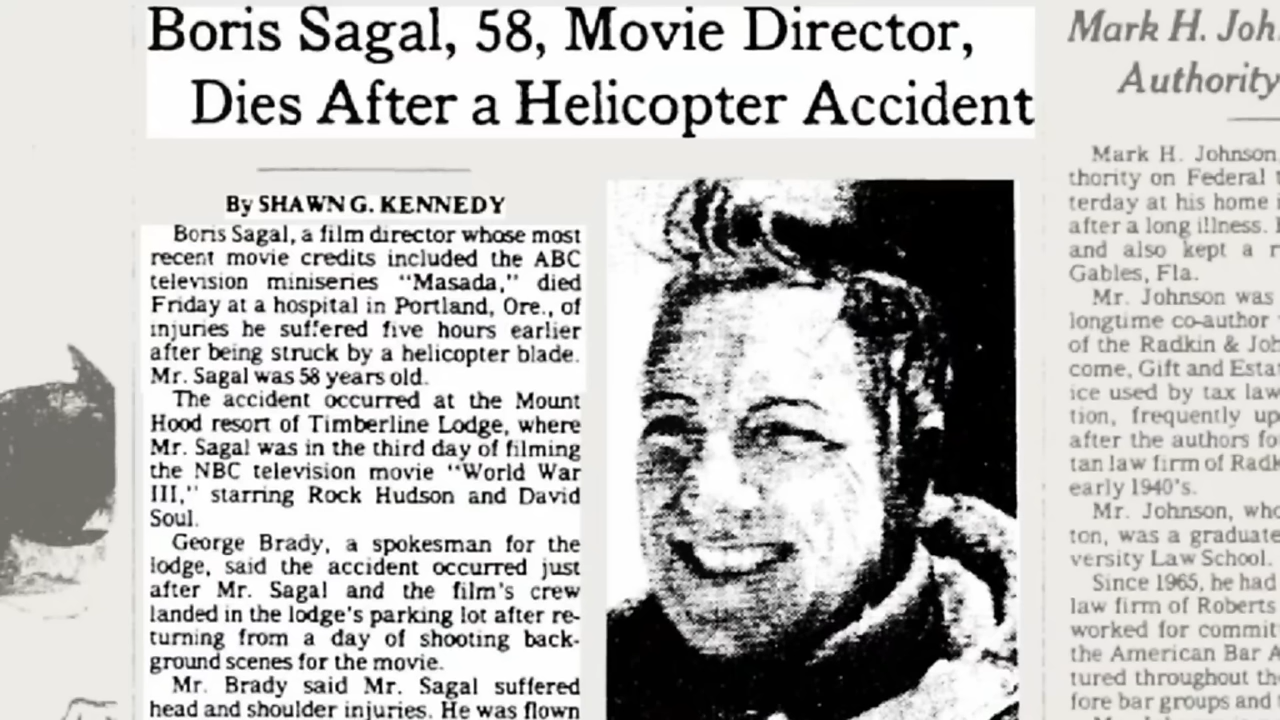 Boris Sagal, 58, Movie Director,
Dies After a Helicopter Accident
By SHAWN G. KENNEDY
Boris Sagal, a film director whose most
recent movie credits included the ABC
television miniseries "Masada," died
Friday at a hospital in Portland, Ore., of
injuries he suffered five hours earlier
after being struck by a helicopter blade.
Mr. Sagal was 58 years old.
The accident occurred at the Mount
Hood resort of Timberline Lodge, where
Mr. Sagal was in the third day of filming
the NBC television movie "World War
III," starring Rock Hudson and David
Soul.
George Brady, a spokesman for the
lodge, said the accident occurred just
after Mr. Sagal and the film's crew
landed in the lodge's parking lot after re-
turning from a day of shooting back-
ground scenes for the movie.
Mr. Brady said Mr. Sagal suffered
head and shoulder injuries. He was flown
Mark H. Joh
Authority
Mark H. Johnson
thority on Federal t
terday at his home i
after a long illness.
and also kept a r
Gables, Fla.
Mr. Johnson was
longtime co-author
of the Radkin & Joh
come, Gift and Estat
ice used by tax law
tion, frequently up
after the authors fo
tan law firm of Radk
early 1940's.
Mr. Johnson, who
ton, was a graduate
versity Law School.
Since 1965, he had
law firm of Roberts
worked for committ
the American Bar A
tured throughout the
fore bar groups and